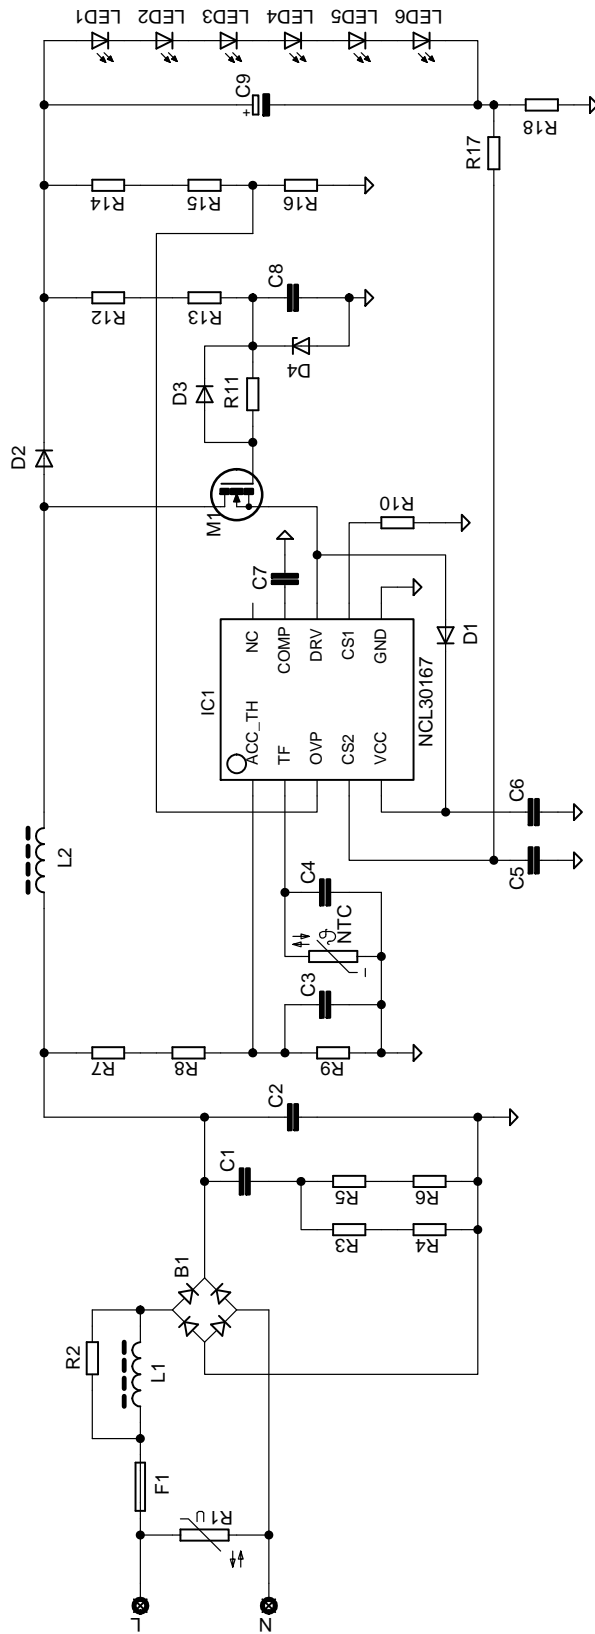 L
N
R1
U
F1
R2
L1
B1
C1
R3
R4
R5
R6
C2
R7
R8
R9
C3
NTC
ϑ
C4
L2
IC1
ACC_TH
TF
OVP
CS2
VCC
NC
COMP
DRV
CS1
GND
NCL30167
C5
C6
C7
D1
R10
M1
D2
D3
R11
D4
R12
R13
C8
R14
R15
R16
C9
+
R17
R18
LED1
LED2
LED3
LED4
LED5
LED6